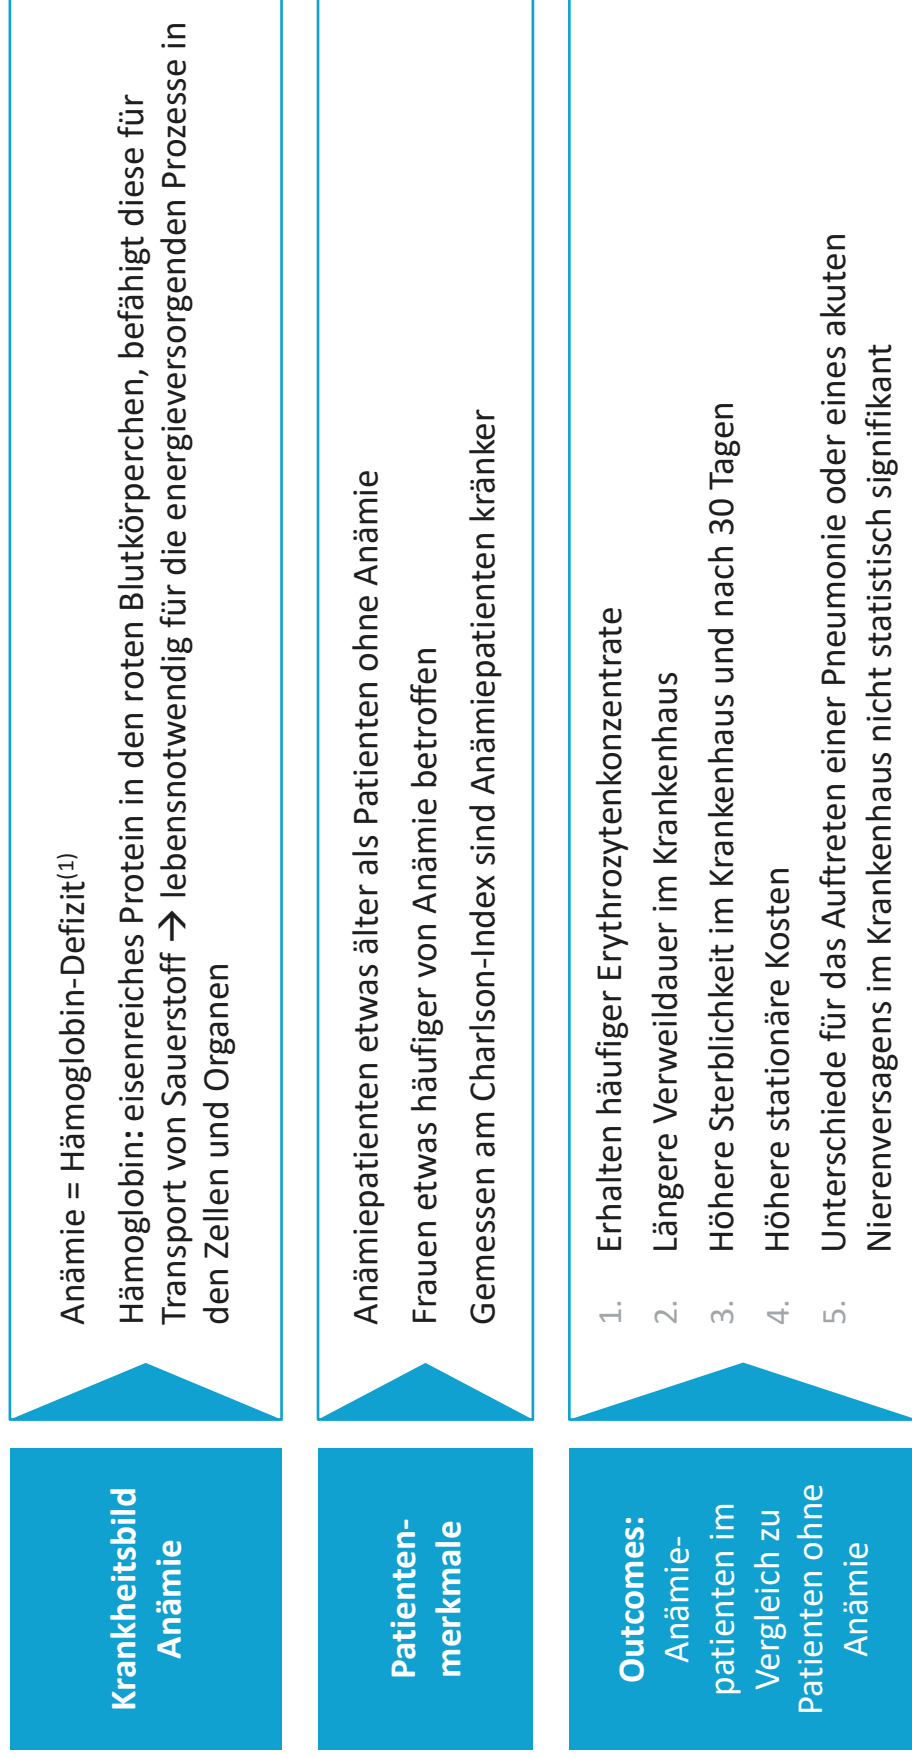 Krankheitsbild
Anämie
Anämie = Hämoglobin-Defizit(1)
Hämoglobin: eisenreiches Protein in den roten Blutkörperchen, befähigt diese für
Transport von Sauerstoff → lebensnotwendig für die energieversorgenden Prozesse in
den Zellen und Organen
Patienten-
merkmale
Anämiepatienten etwas älter als Patienten ohne Anämie
Frauen etwas häufiger von Anämie betroffen
Gemessen am Charlson-Index sind Anämiepatienten kränker
Outcomes:
Anämie-
patienten im
Vergleich zu
Patienten ohne
Anämie
1. Erhalten häufiger Erythrozytenkonzentrate
2. Längere Verweildauer im Krankenhaus
3. Höhere Sterblichkeit im Krankenhaus und nach 30 Tagen
4. Höhere stationäre Kosten
5. Unterschiede für das Auftreten einer Pneumonie oder eines akuten
Nierenversagens im Krankenhaus nicht statistisch signifikant